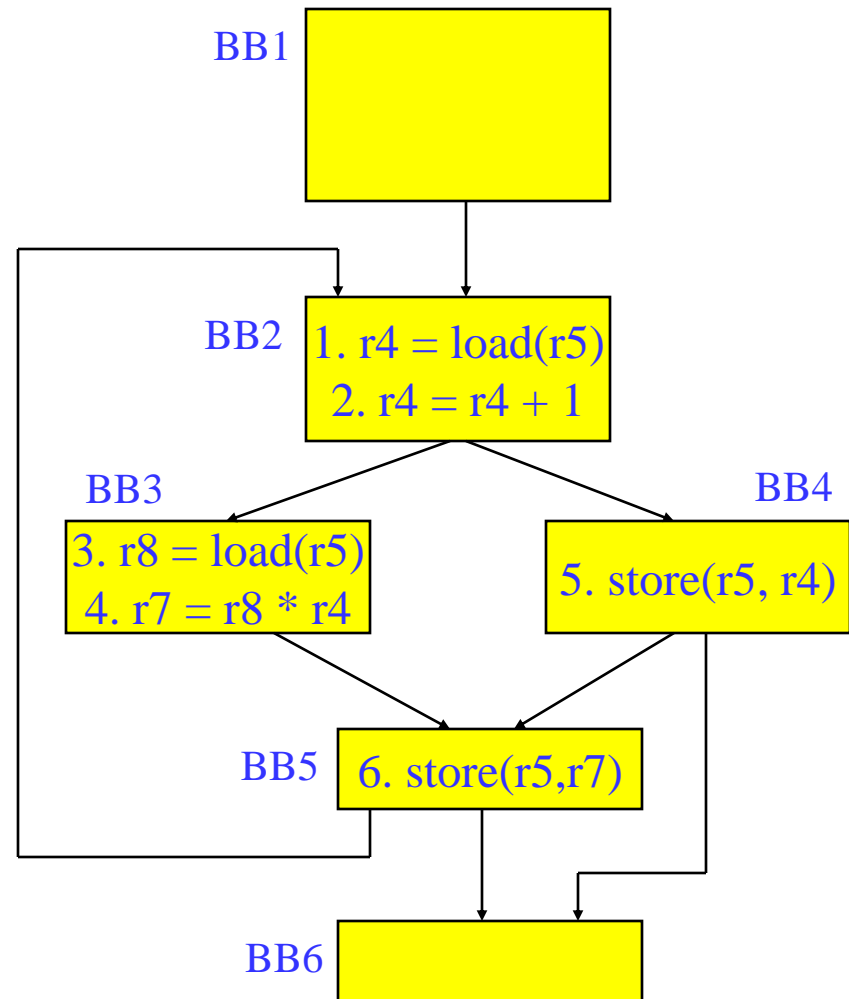 BB1
BB2
1. r4 = load(r5)
2. r4 = r4 + 1
BB3
3. r8 = load(r5)
4. r7 = r8 * r4
BB4
5. store(r5, r4)
BB5
6. store(r5,r7)
BB6